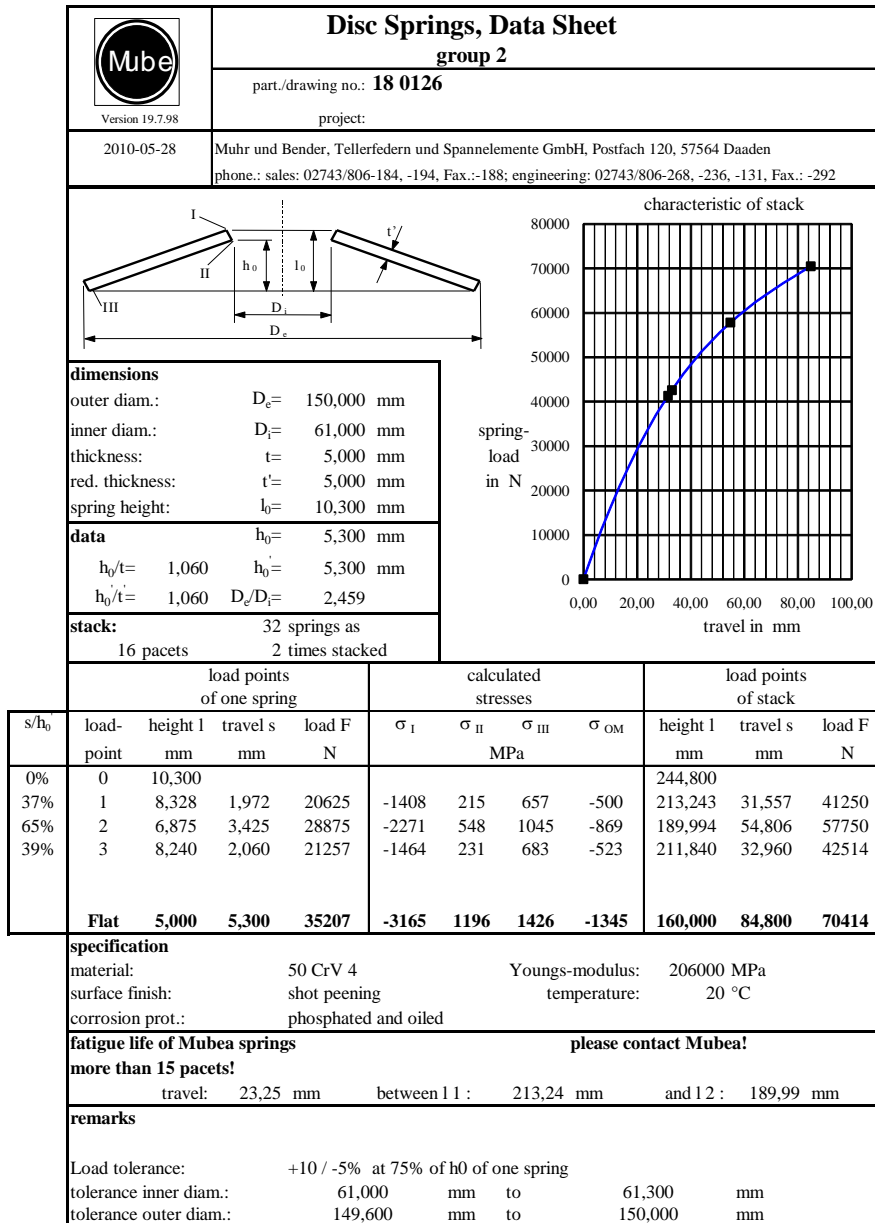 Disc Springs, Data Sheet
group 2
Mube
Version 19.7.98
part./drawing no.: 18 0126
project:
2010-05-28
Muhr und Bender, Tellerfedern und Spannelemente GmbH, Postfach 120, 57564 Daaden
phone.: sales: 02743/806-184, -194, Fax.:-188; engineering: 02743/806-268, -236, -131, Fax.: -292
I
II
III
h₀
l₀
t'
Dᵢ
Dₑ
characteristic of stack
80000
70000
60000
50000
40000
30000
20000
10000
0
spring-
load
in N
0,00 20,00 40,00 60,00 80,00 100,00
travel in mm
dimensions
outer diam.: Dₑ= 150,000 mm
inner diam.: Dᵢ= 61,000 mm
thickness: t= 5,000 mm
red. thickness: t'= 5,000 mm
spring height: l₀= 10,300 mm
data h₀= 5,300 mm
h₀/t= 1,060 h₀'= 5,300 mm
h₀'/t'= 1,060 Dₑ/Dᵢ= 2,459
stack: 32 springs as
16 pacets 2 times stacked
load points calculated load points
of one spring stresses of stack
s/h₀' load- height l travel s load F σ I σ II σ III σ OM height l travel s load F
point mm mm N MPa mm mm N
0% 0 10,300 244,800
37% 1 8,328 1,972 20625 -1408 215 657 -500 213,243 31,557 41250
65% 2 6,875 3,425 28875 -2271 548 1045 -869 189,994 54,806 57750
39% 3 8,240 2,060 21257 -1464 231 683 -523 211,840 32,960 42514
Flat 5,000 5,300 35207 -3165 1196 1426 -1345 160,000 84,800 70414
specification
material: 50 CrV 4 Youngs-modulus: 206000 MPa
surface finish: shot peening temperature: 20 °C
corrosion prot.: phosphated and oiled
fatigue life of Mubea springs please contact Mubea!
more than 15 pacets!
travel: 23,25 mm between l 1 : 213,24 mm and l 2 : 189,99 mm
remarks
Load tolerance: +10 / -5% at 75% of h0 of one spring
tolerance inner diam.: 61,000 mm to 61,300 mm
tolerance outer diam.: 149,600 mm to 150,000 mm